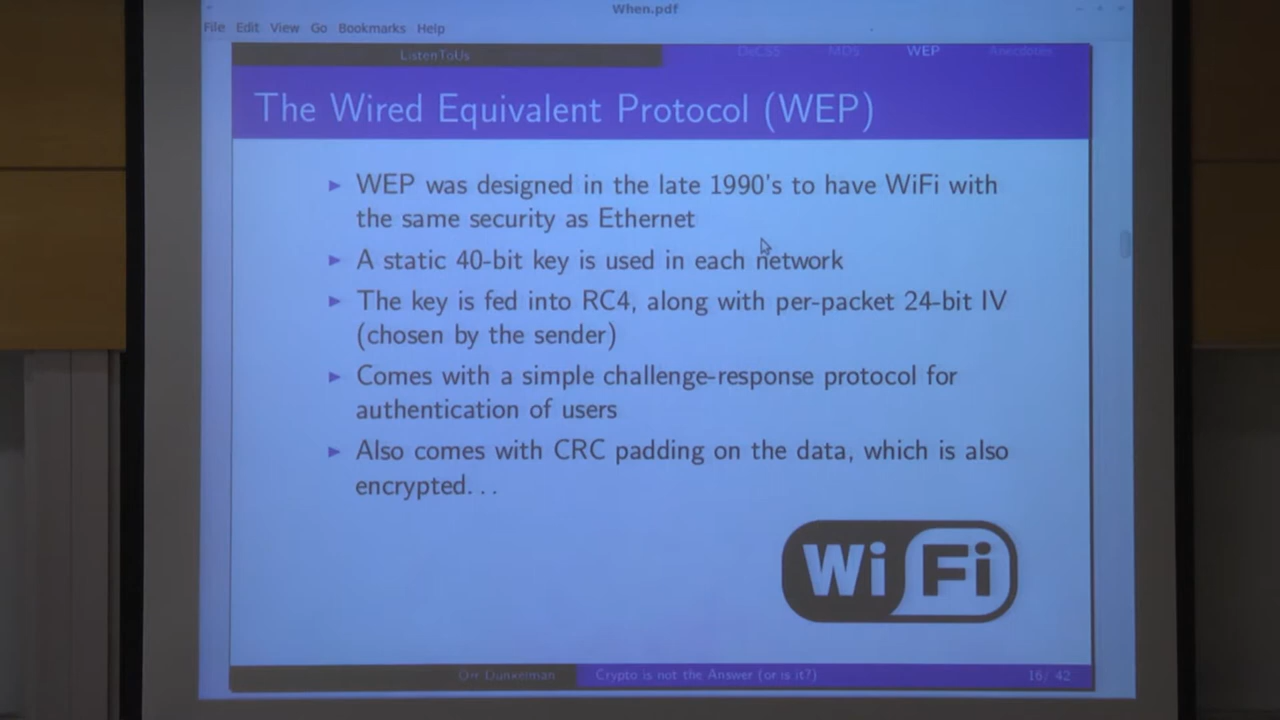 When.pdf
File Edit View Go Bookmarks Help
ListenToUs DeCSS MD5 WEP Anecdotes
The Wired Equivalent Protocol (WEP)
► WEP was designed in the late 1990's to have WiFi with
the same security as Ethernet
► A static 40-bit key is used in each network
► The key is fed into RC4, along with per-packet 24-bit IV
(chosen by the sender)
► Comes with a simple challenge-response protocol for
authentication of users
► Also comes with CRC padding on the data, which is also
encrypted...
Wi Fi
Orr Dunkelman Crypto is not the Answer (or is it?) 16/ 42